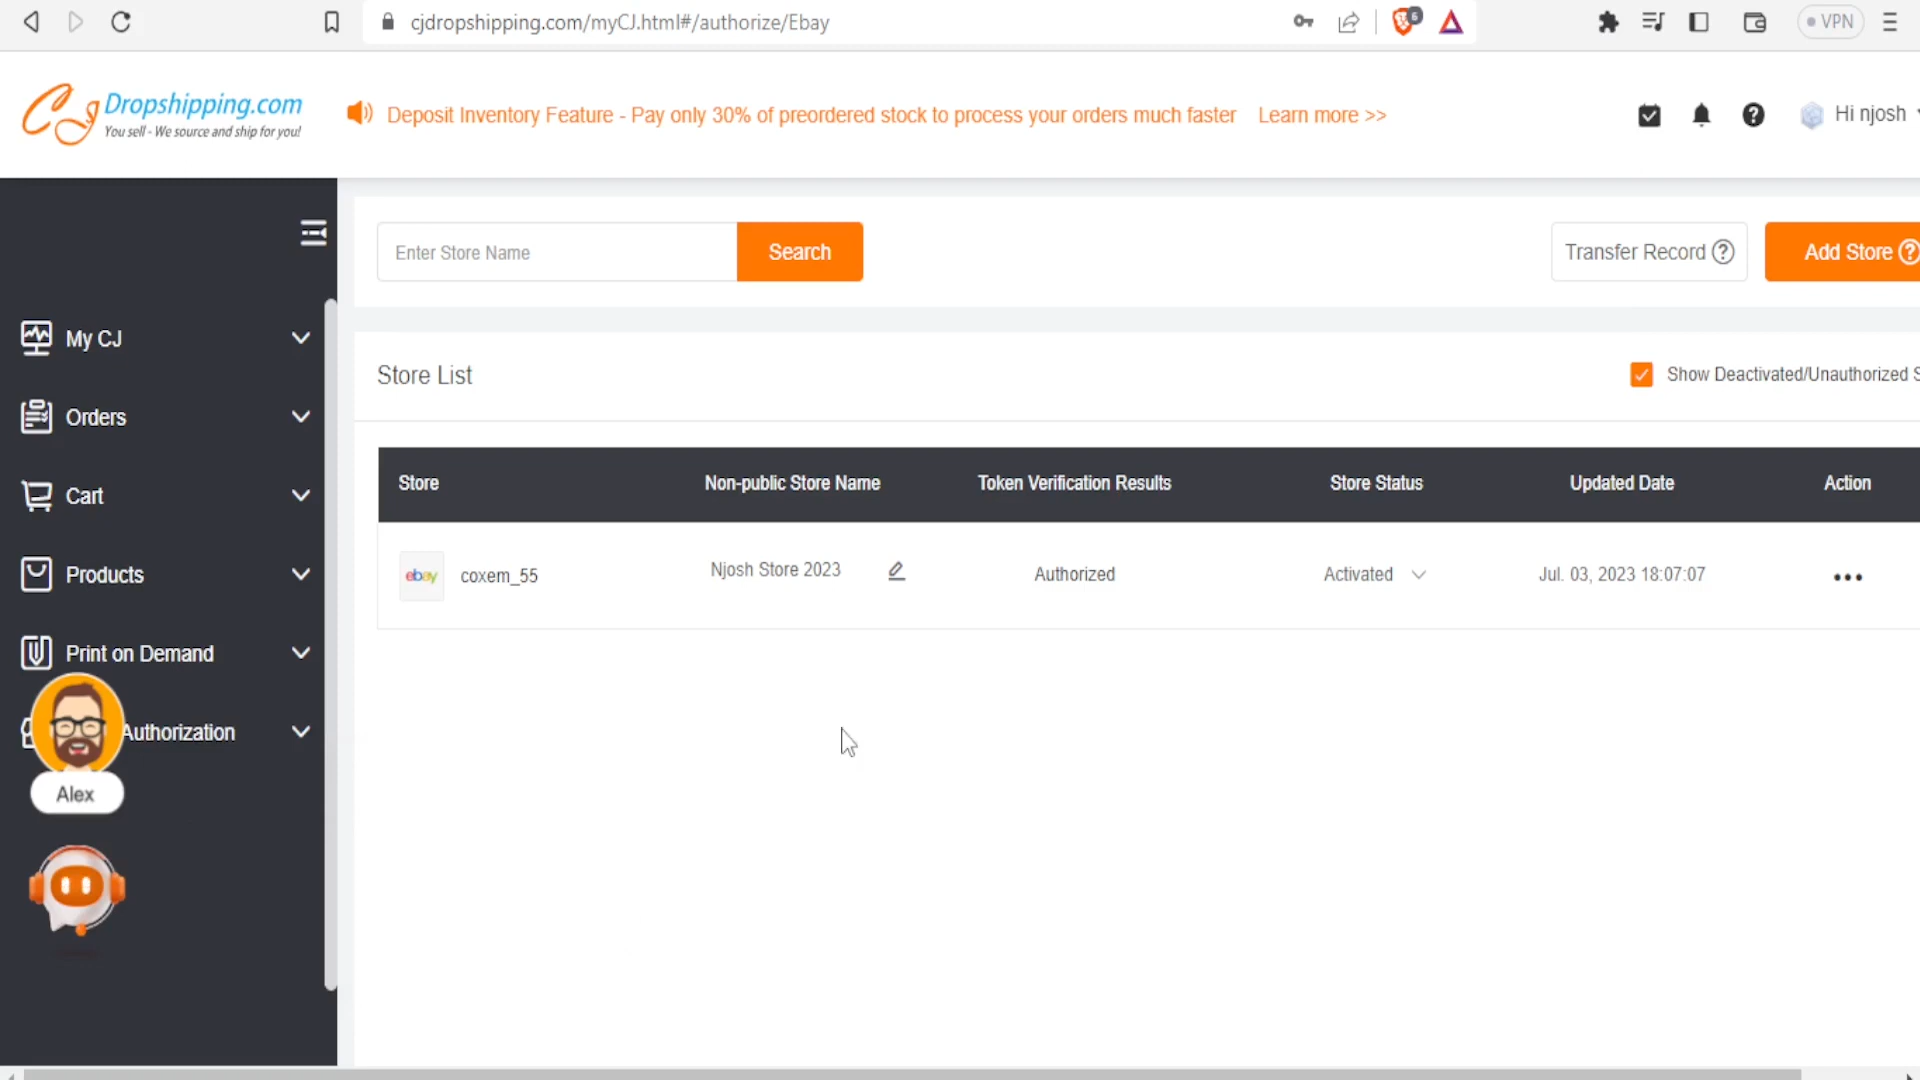 cjdropshipping.com/myCJ.html#/authorize/Ebay
6
VPN
CJ Dropshipping.com
You sell - We source and ship for you!
Deposit Inventory Feature - Pay only 30% of preordered stock to process your orders much faster Learn more >>
Hi njosh
Enter Store Name
Search
Transfer Record ?
Add Store ?
My CJ
Orders
Cart
Products
Print on Demand
Authorization
Alex
Store List
Show Deactivated/Unauthorized S
Store Non-public Store Name Token Verification Results Store Status Updated Date Action
ebay coxem_55 Njosh Store 2023 Authorized Activated Jul. 03, 2023 18:07:07